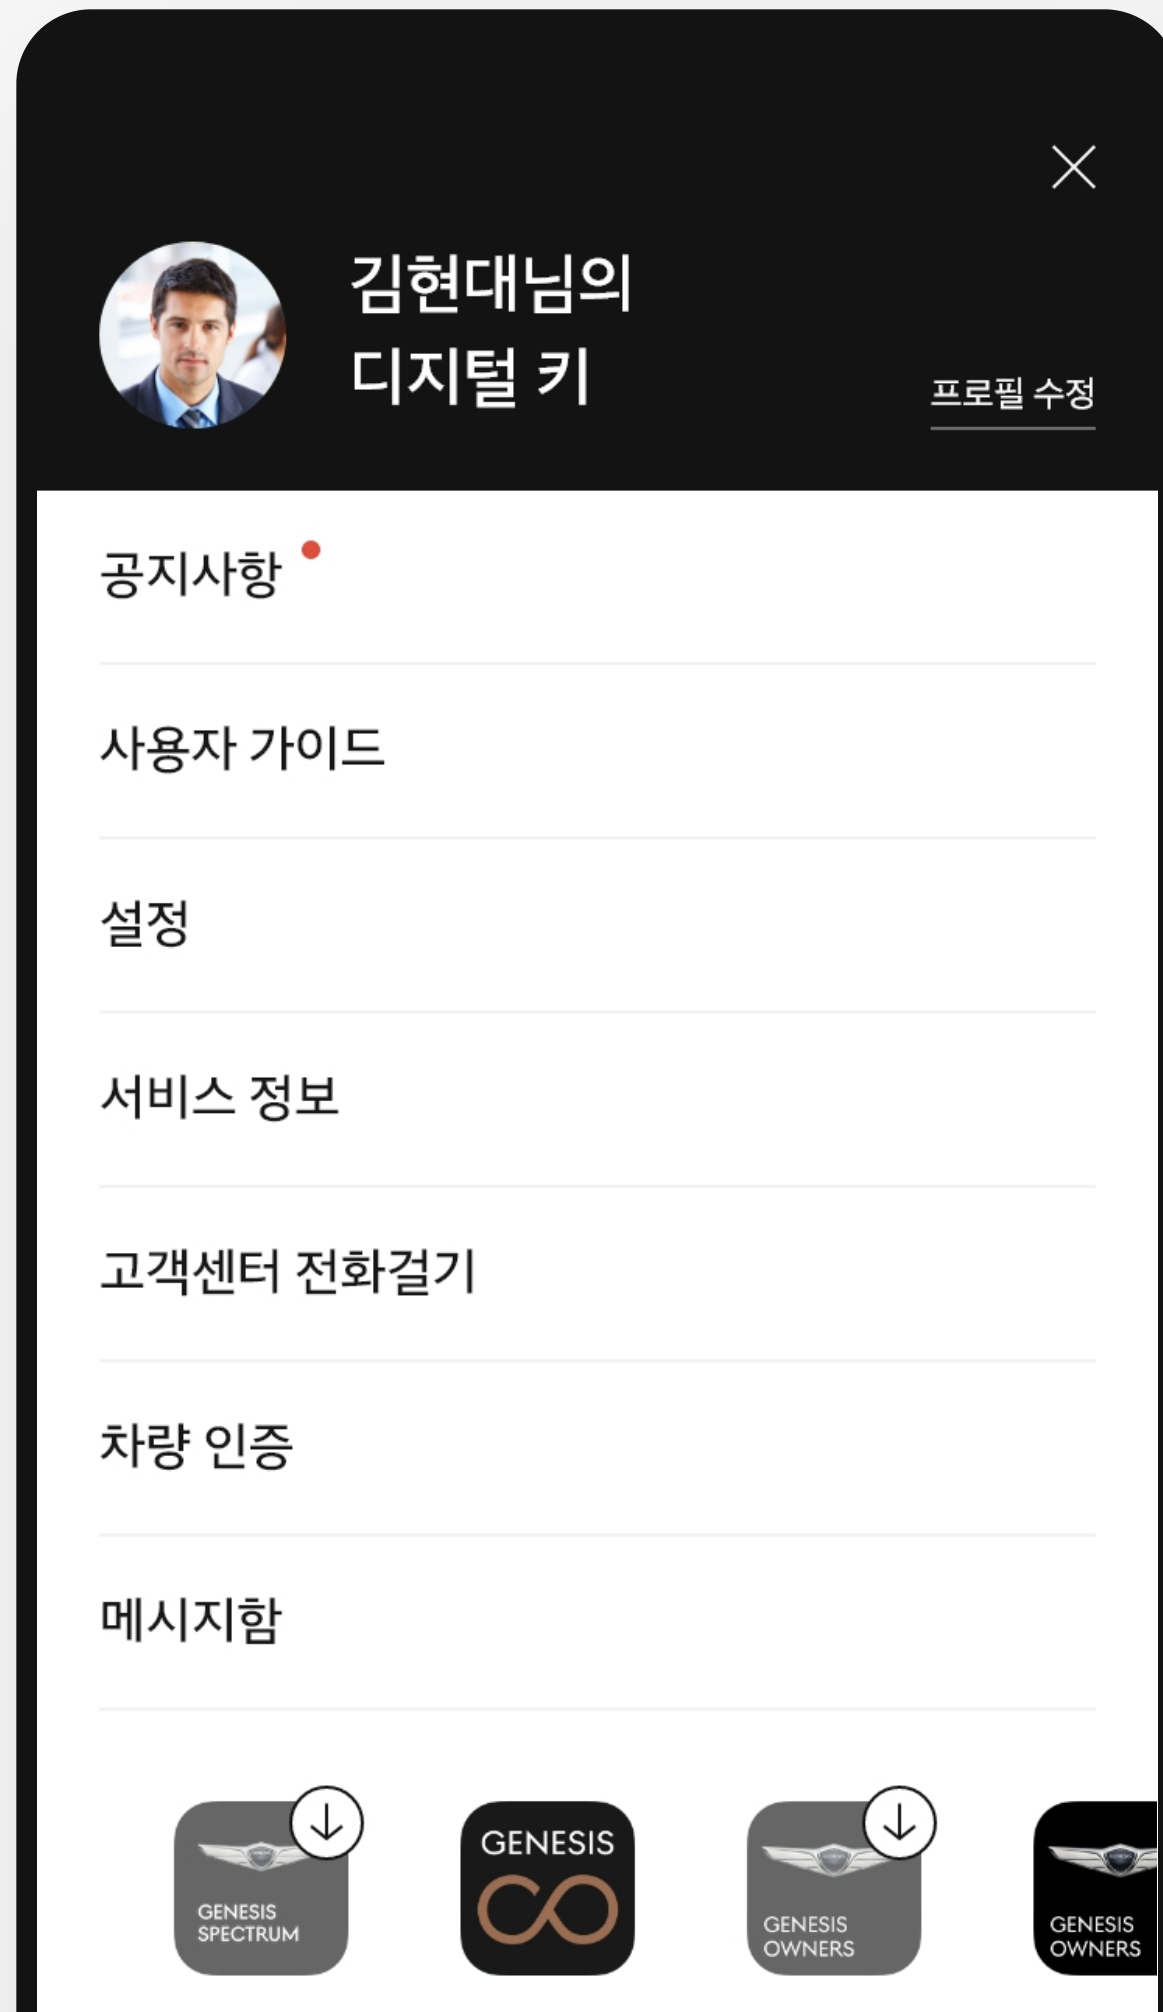 김현대님의
디지털 키
프로필 수정
공지사항
사용자 가이드
설정
서비스 정보
고객센터 전화걸기
차량 인증
메시지함
GENESIS
SPECTRUM
GENESIS
GENESIS
OWNERS
GENESIS
OWNERS